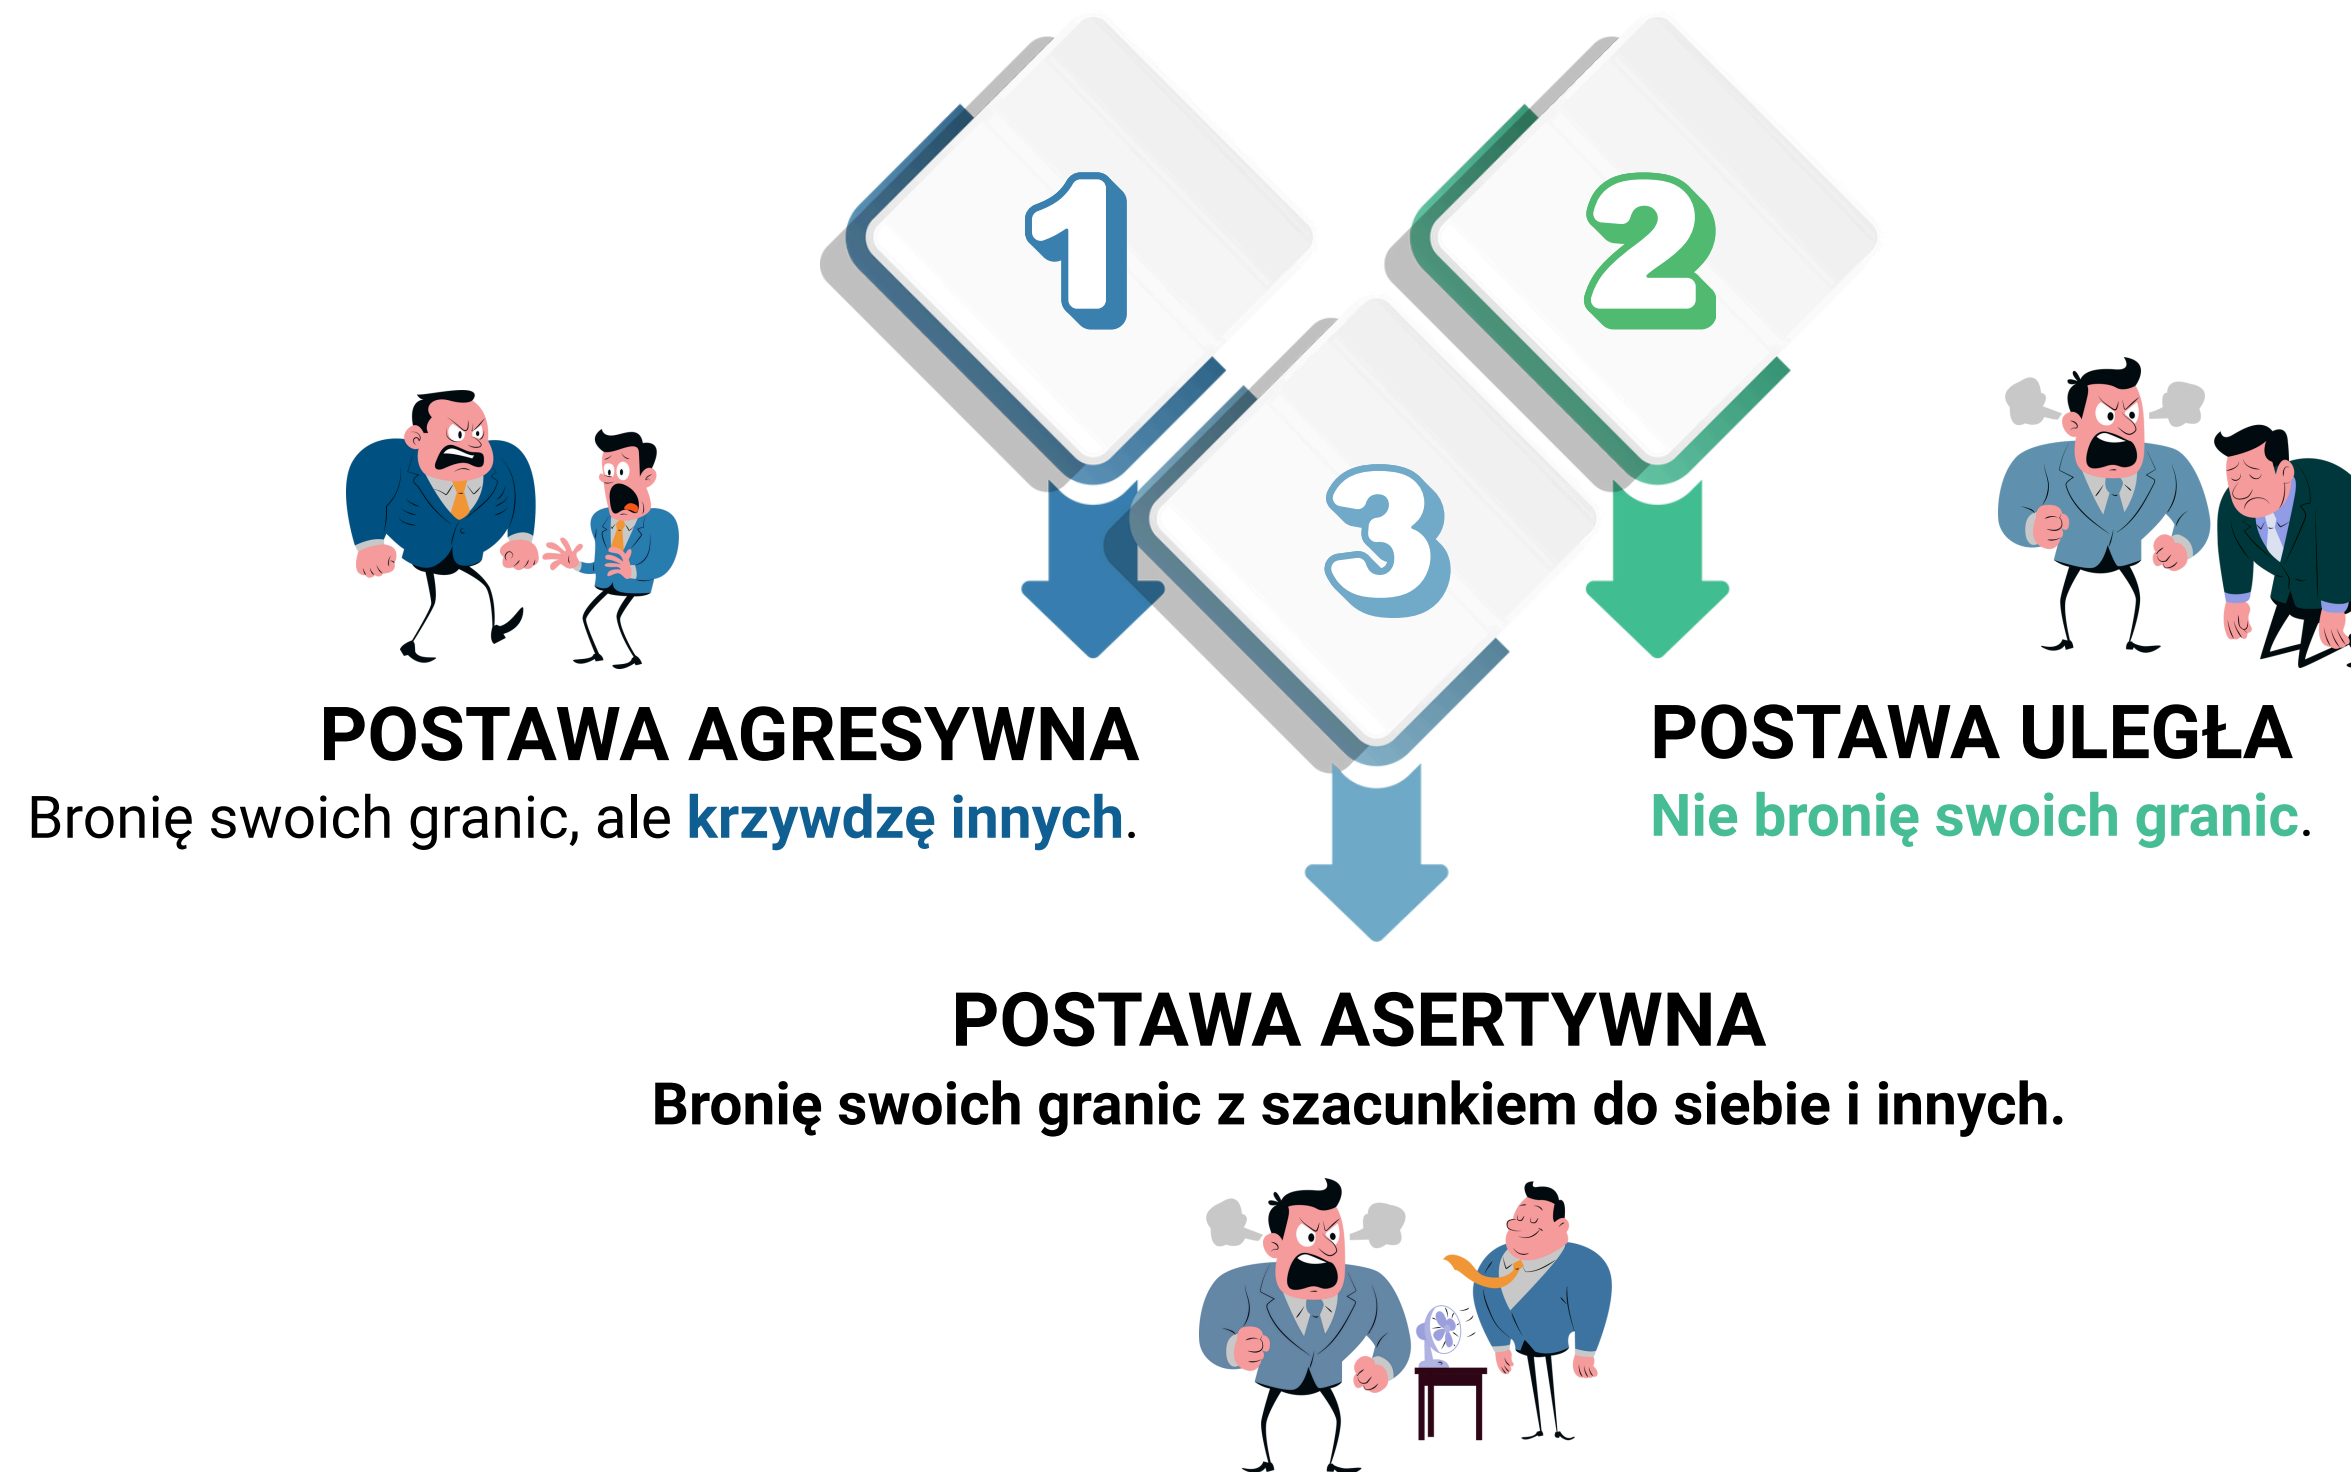 1
2
3
POSTAWA AGRESYWNA
Bronię swoich granic, ale krzywdzę innych.
POSTAWA ULEGŁA
Nie bronię swoich granic.
POSTAWA ASERTYWNA
Bronię swoich granic z szacunkiem do siebie i innych.